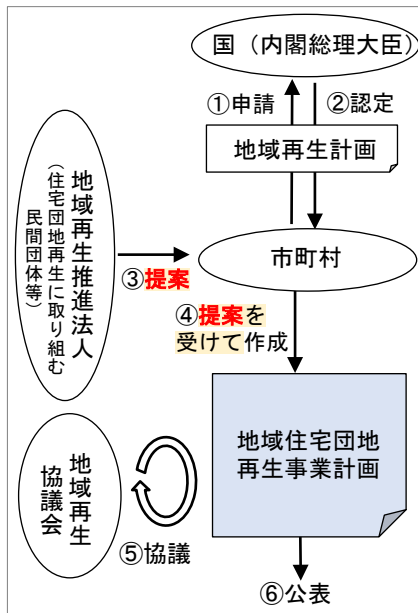 国（内閣総理大臣）
①申請
②認定
地域再生計画
市町村
地域再生推進法人
（住宅団地再生に取り組む
民間団体等）
③提案
④提案を
受けて作成
地域住宅団地
再生事業計画
地域再生
協議会
⑤協議
⑥公表